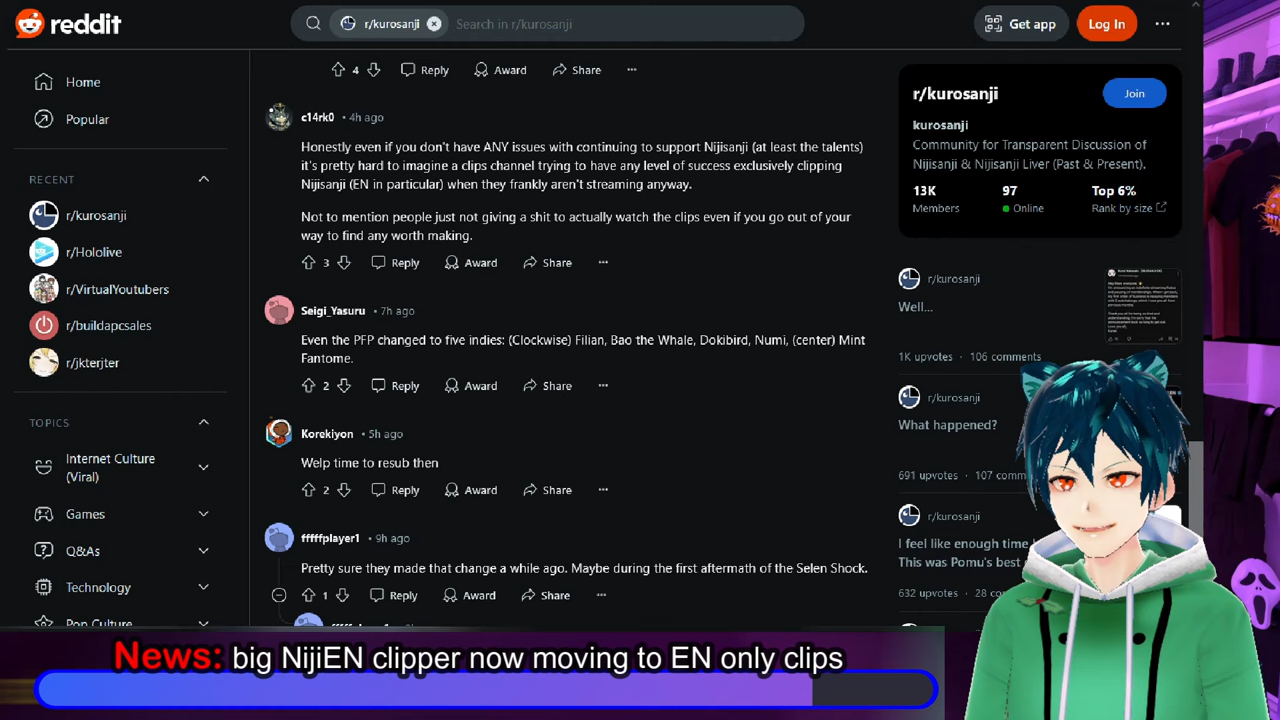 reddit
r/kurosanji
Search in r/kurosanji
Get app
Log In
Home
Popular
RECENT
r/kurosanji
r/Hololive
r/VirtualYoutubers
r/buildapcsales
r/jkterjter
TOPICS
Internet Culture
(Viral)
Games
Q&As
Technology
Pop Culture
4
Reply
Award
Share
c14rk0 • 4h ago
Honestly even if you don't have ANY issues with continuing to support Nijisanji (at least the talents)
it's pretty hard to imagine a clips channel trying to have any level of success exclusively clipping
Nijisanji (EN in particular) when they frankly aren't streaming anyway.
Not to mention people just not giving a shit to actually watch the clips even if you go out of your
way to find any worth making.
3
Reply
Award
Share
Seigi_Yasuru • 7h ago
Even the PFP changed to five indies: (Clockwise) Filian, Bao the Whale, Dokibird, Numi, (center) Mint
Fantome.
2
Reply
Award
Share
Korekiyon • 5h ago
Welp time to resub then
2
Reply
Award
Share
fffffplayer1 • 9h ago
Pretty sure they made that change a while ago. Maybe during the first aftermath of the Selen Shock.
1
Reply
Award
Share
r/kurosanji
Join
kurosanji
Community for Transparent Discussion of
Nijisanji & Nijisanji Liver (Past & Present).
13K
Members
97
Online
Top 6%
Rank by size
r/kurosanji
Well...
1K upvotes • 106 comments
r/kurosanji
What happened?
691 upvotes • 107 comm
r/kurosanji
I feel like enough time
This was Pomu's best
632 upvotes • 28 com
News: big NijiEN clipper now moving to EN only clips